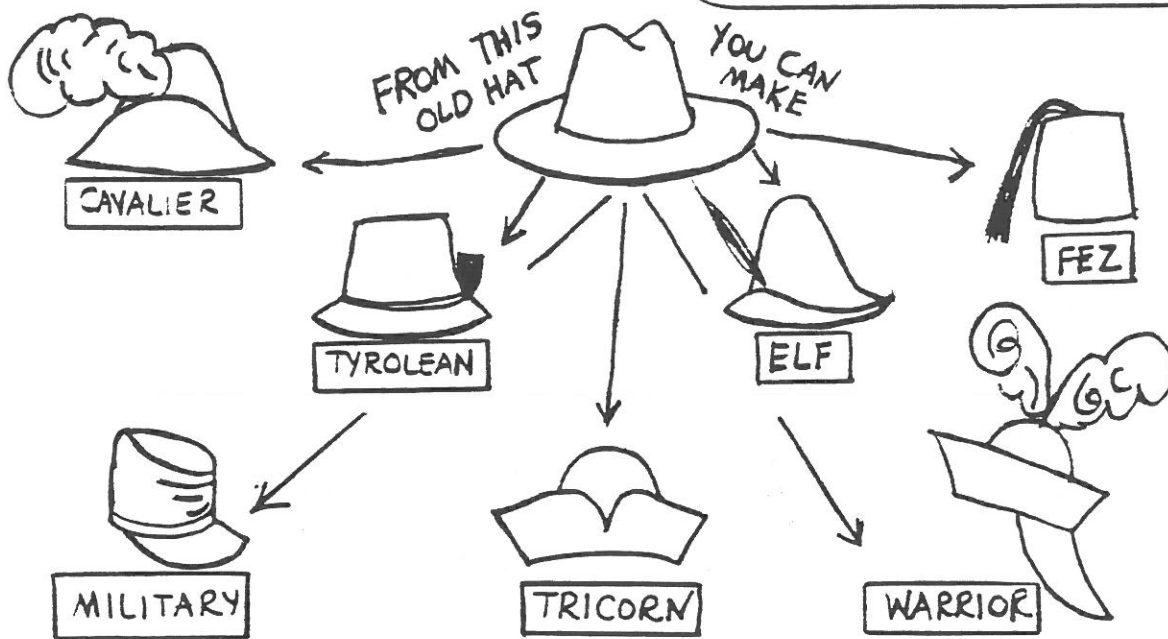 FROM THIS
OLD HAT
YOU CAN
MAKE
CAVALIER
FEZ
TYROLEAN
ELF
MILITARY
TRICORN
WARRIOR